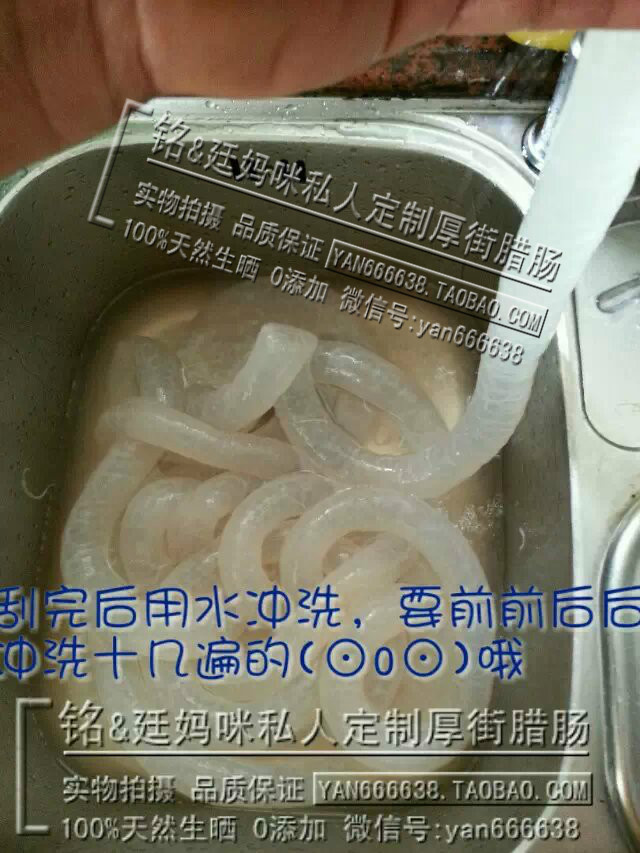 铭&廷妈咪私人定制厚街腊肠
实物拍摄 品质保证 YAN666638.TAOBAO.COM
100%天然生晒 0添加 微信号:yan666638
刮完后用水冲洗，要前前后后
冲洗十几遍的(⊙o⊙)哦
铭&廷妈咪私人定制厚街腊肠
实物拍摄 品质保证 YAN666638.TAOBAO.COM
100%天然生晒 0添加 微信号:yan666638